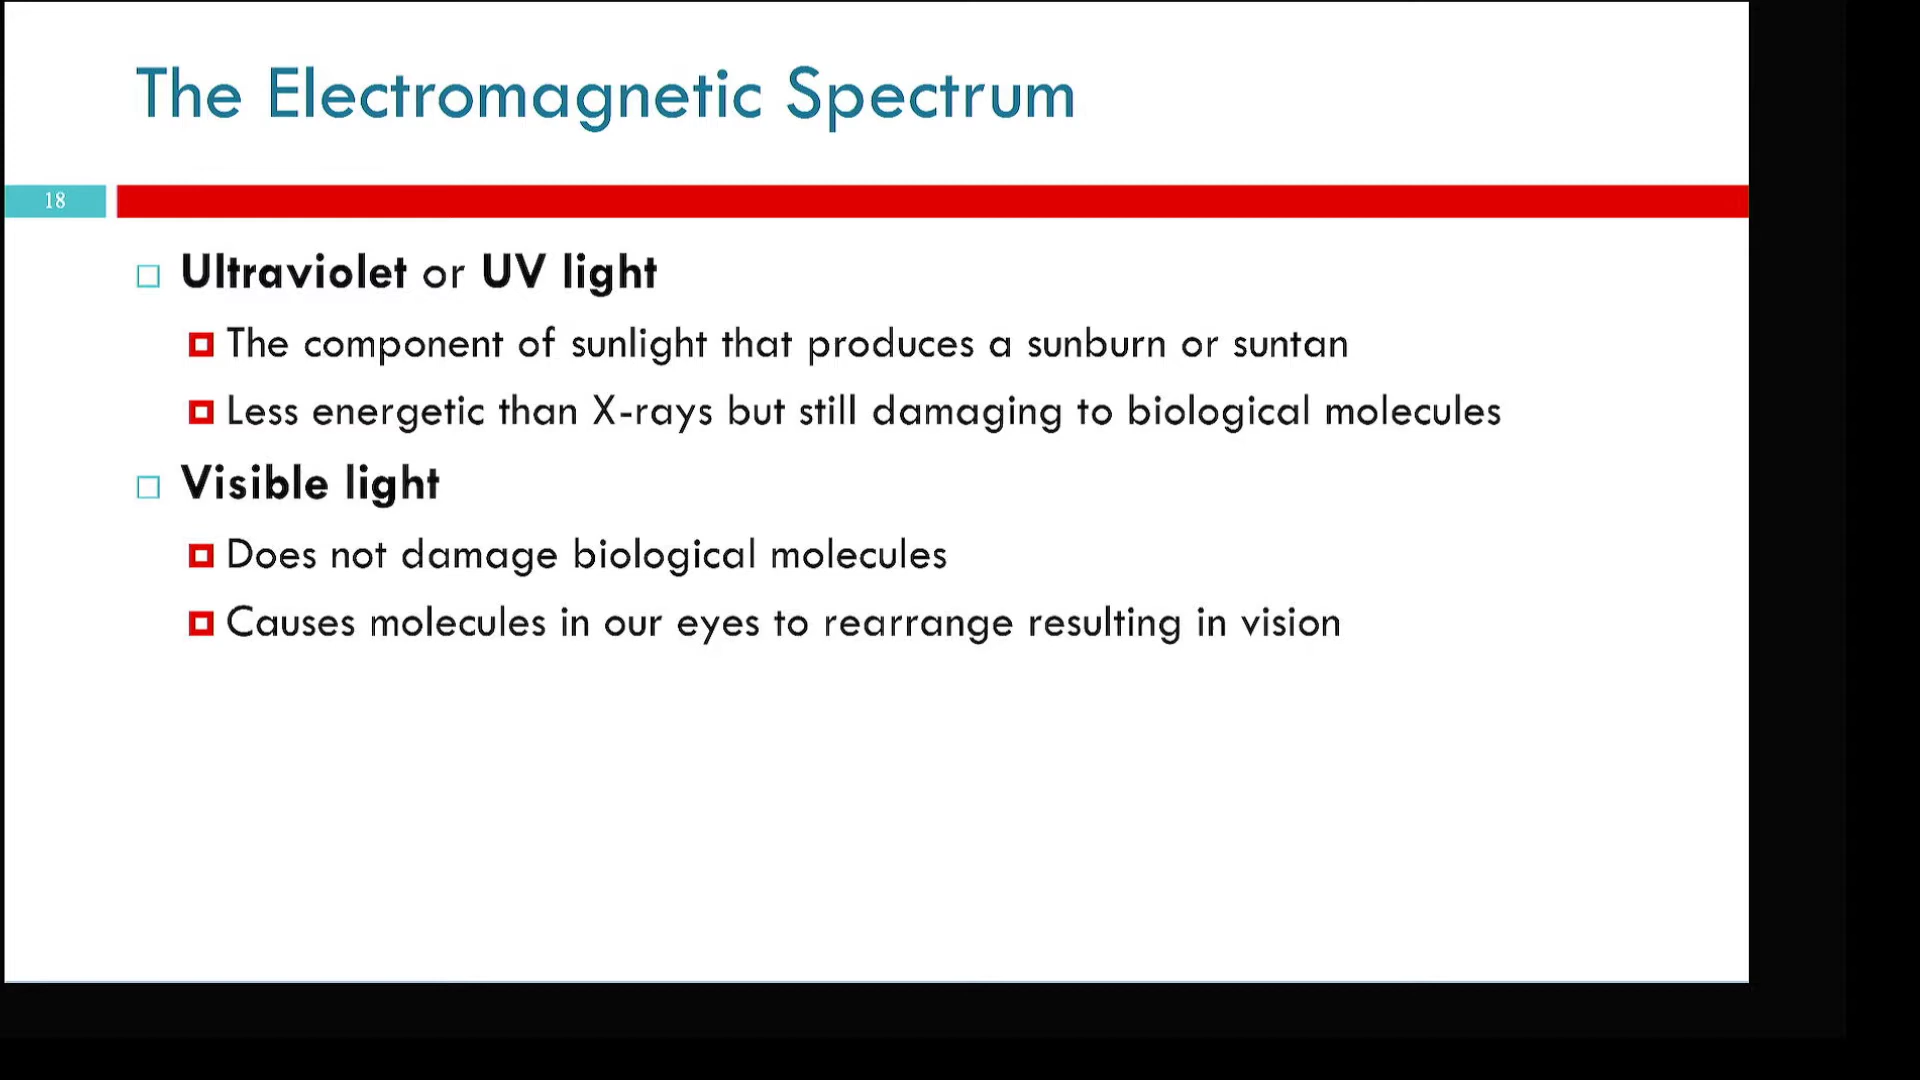 The Electromagnetic Spectrum
18
Ultraviolet or UV light
The component of sunlight that produces a sunburn or suntan
Less energetic than X-rays but still damaging to biological molecules
Visible light
Does not damage biological molecules
Causes molecules in our eyes to rearrange resulting in vision